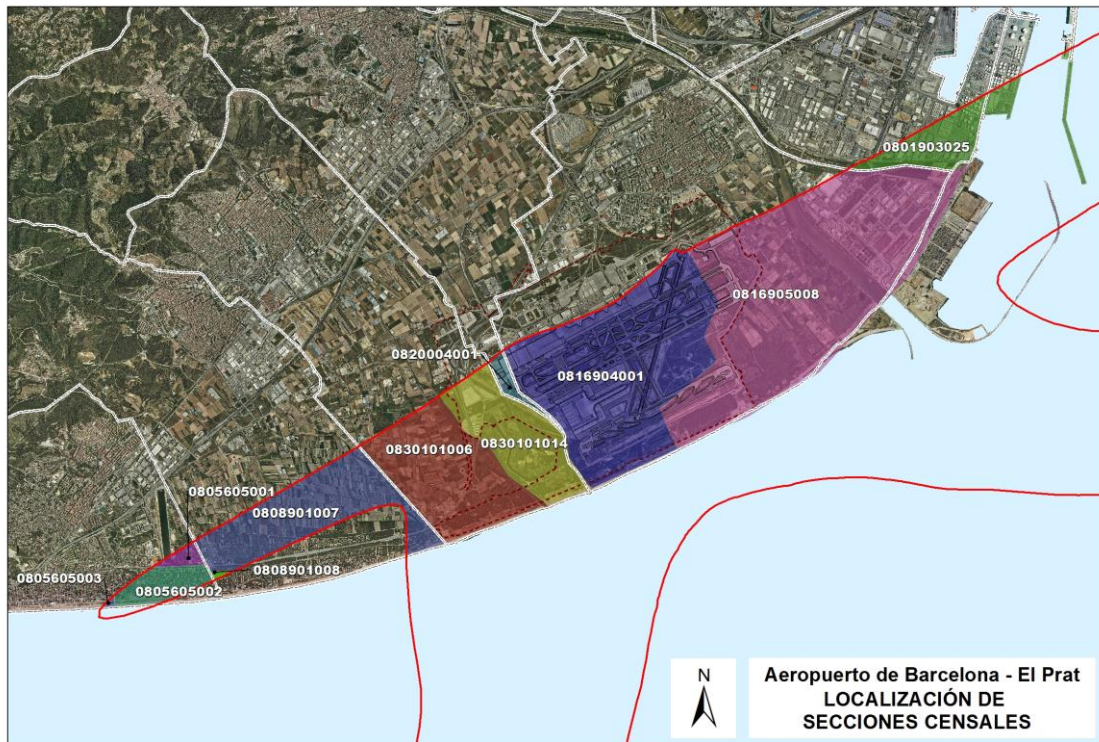 0801903025
0816905008
0820004001
0816904001
0830101006
0830101014
0805605001
0808901007
0805605003
0808901008
0805605002
N
Aeropuerto de Barcelona - El Prat
LOCALIZACIÓN DE
SECCIONES CENSALES